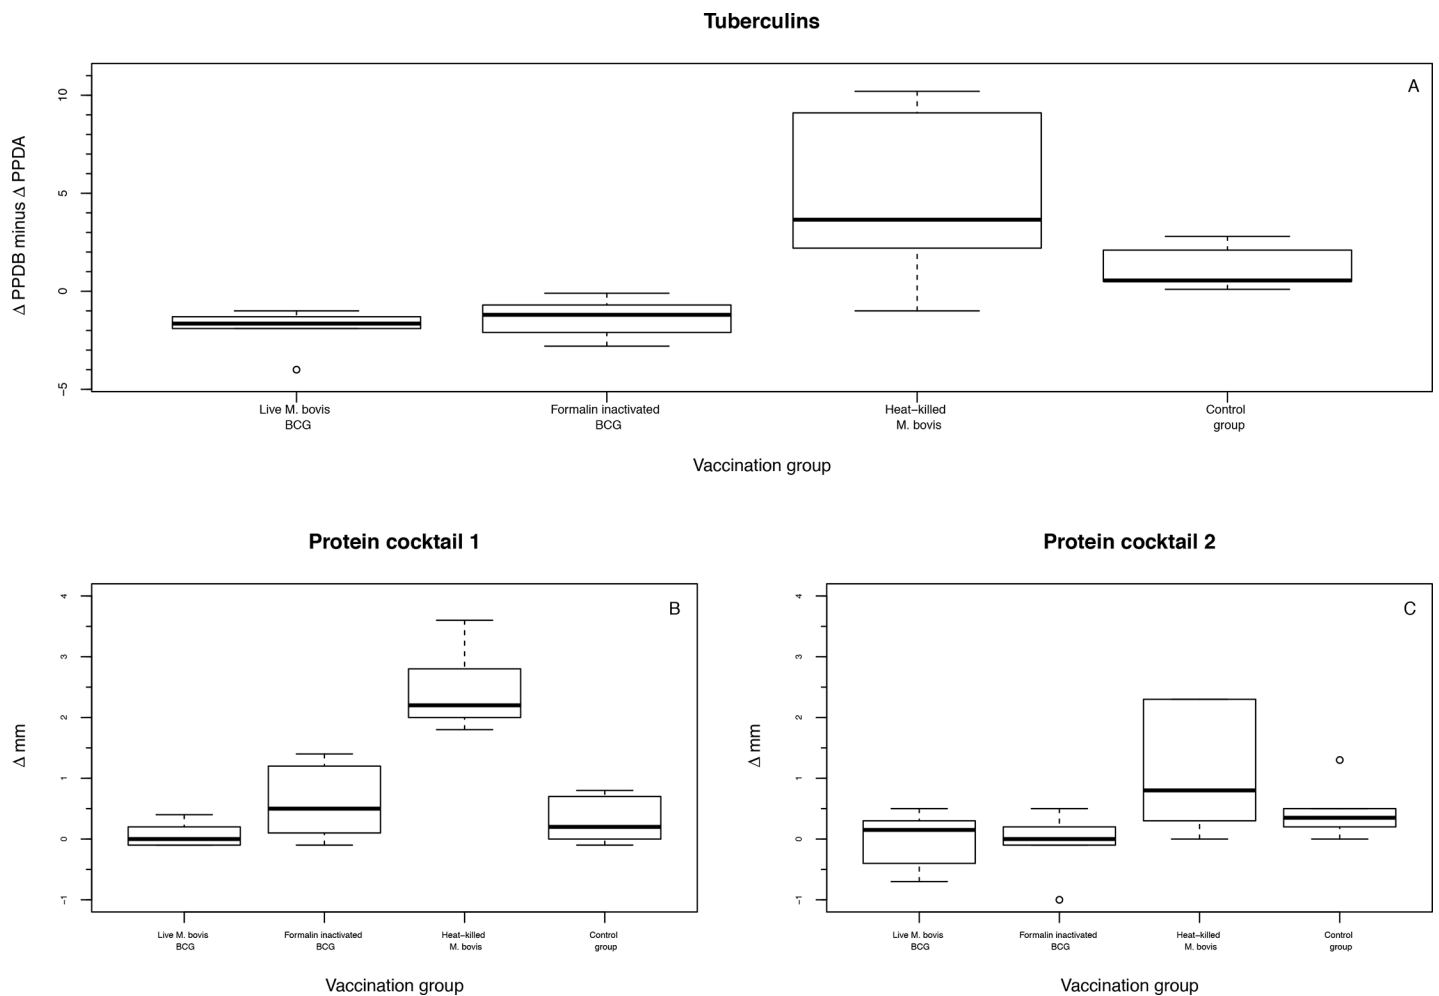 Tuberculins
A
Δ PPDB minus Δ PPDA
10
5
0
−5
Live M. bovis BCG
Formalin inactivated BCG
Heat−killed M. bovis
Control group
Vaccination group
Protein cocktail 1
B
Δ mm
4
3
2
1
0
−1
Live M. bovis BCG
Formalin inactivated BCG
Heat−killed M. bovis
Control group
Vaccination group
Protein cocktail 2
C
Δ mm
4
3
2
1
0
−1
Live M. bovis BCG
Formalin inactivated BCG
Heat−killed M. bovis
Control group
Vaccination group